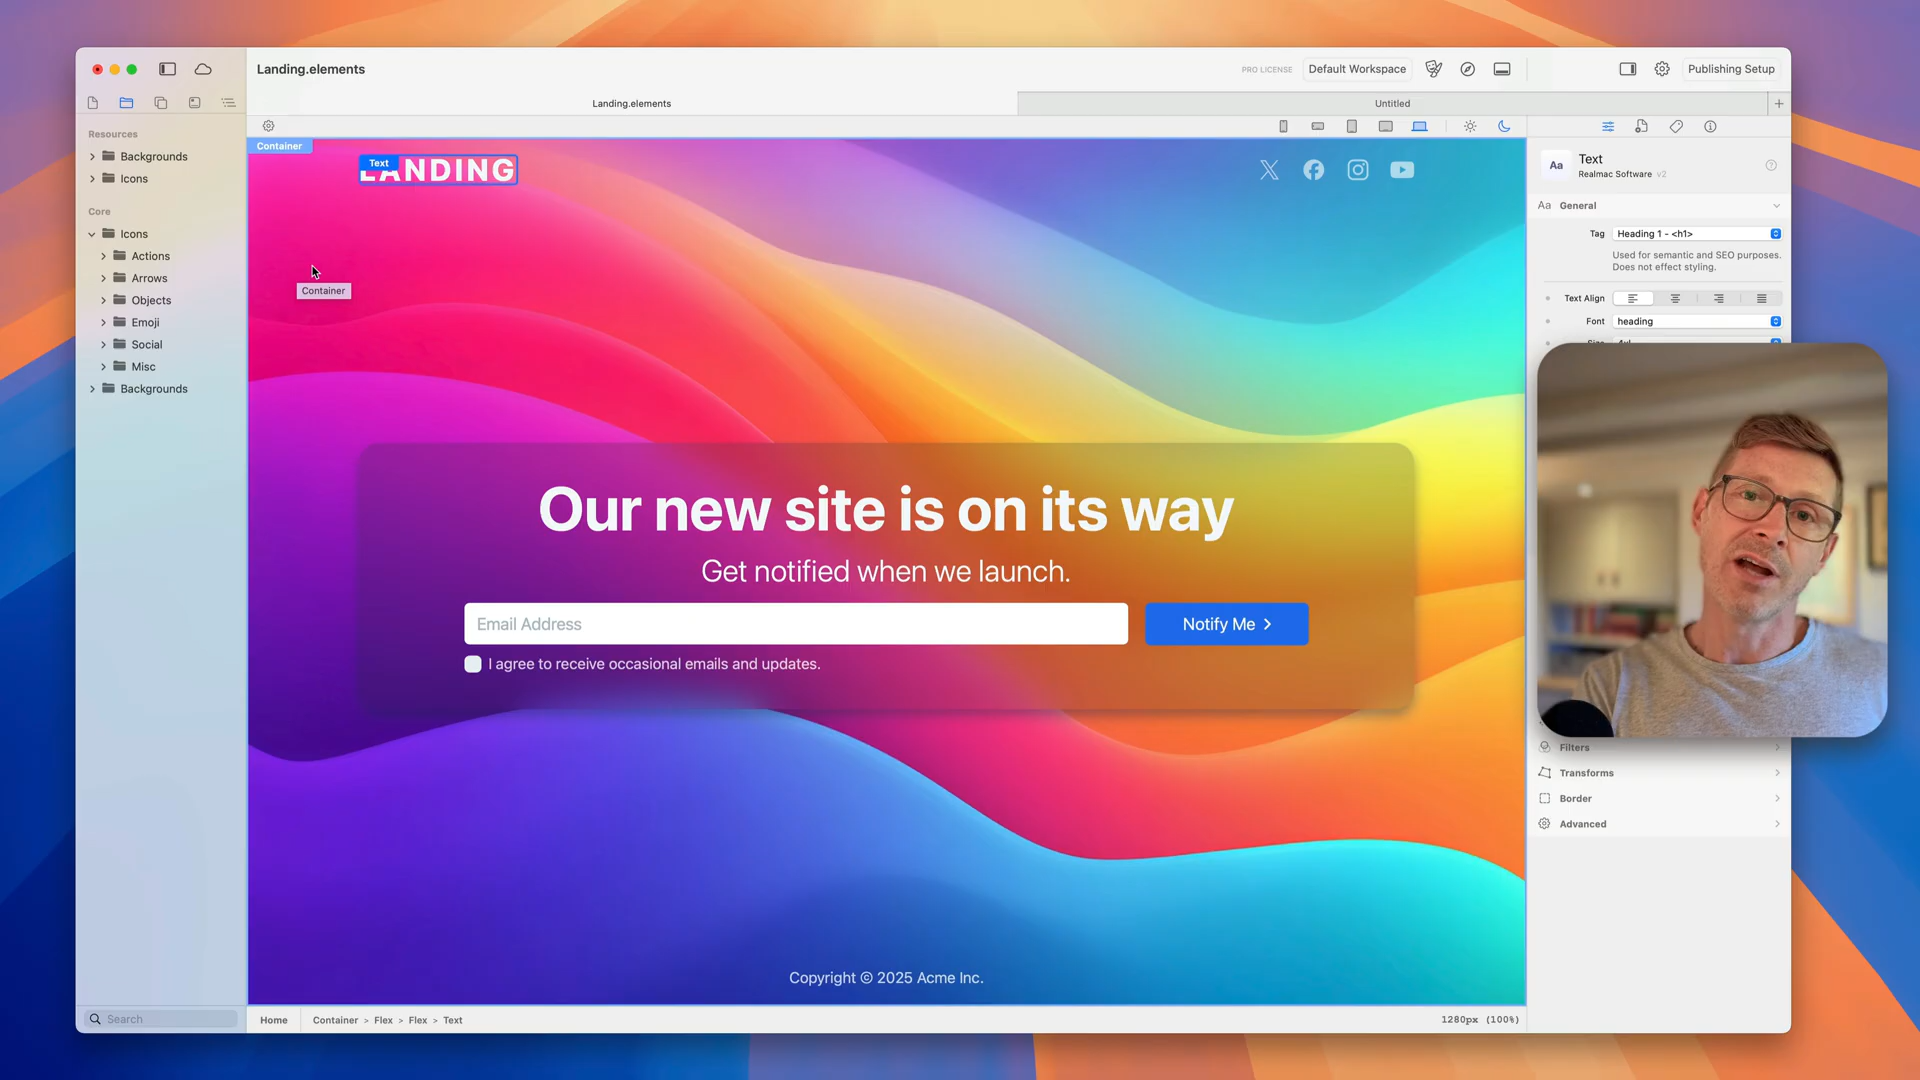 Landing.elements
PRO LICENSE
Default Workspace
Publishing Setup
Landing.elements
Untitled
Resources
Backgrounds
Icons
Core
Icons
Actions
Arrows
Objects
Emoji
Social
Misc
Backgrounds
Search
Container
Text
LANDING
Container
Our new site is on its way
Get notified when we launch.
Email Address
Notify Me
I agree to receive occasional emails and updates.
Copyright © 2025 Acme Inc.
Home
Container > Flex > Flex > Text
1280px (100%)
Aa
Text
Realmac Software v2
Aa General
Tag
Heading 1 - <h1>
Used for semantic and SEO purposes.
Does not effect styling.
Text Align
Font
heading
Filters
Transforms
Border
Advanced